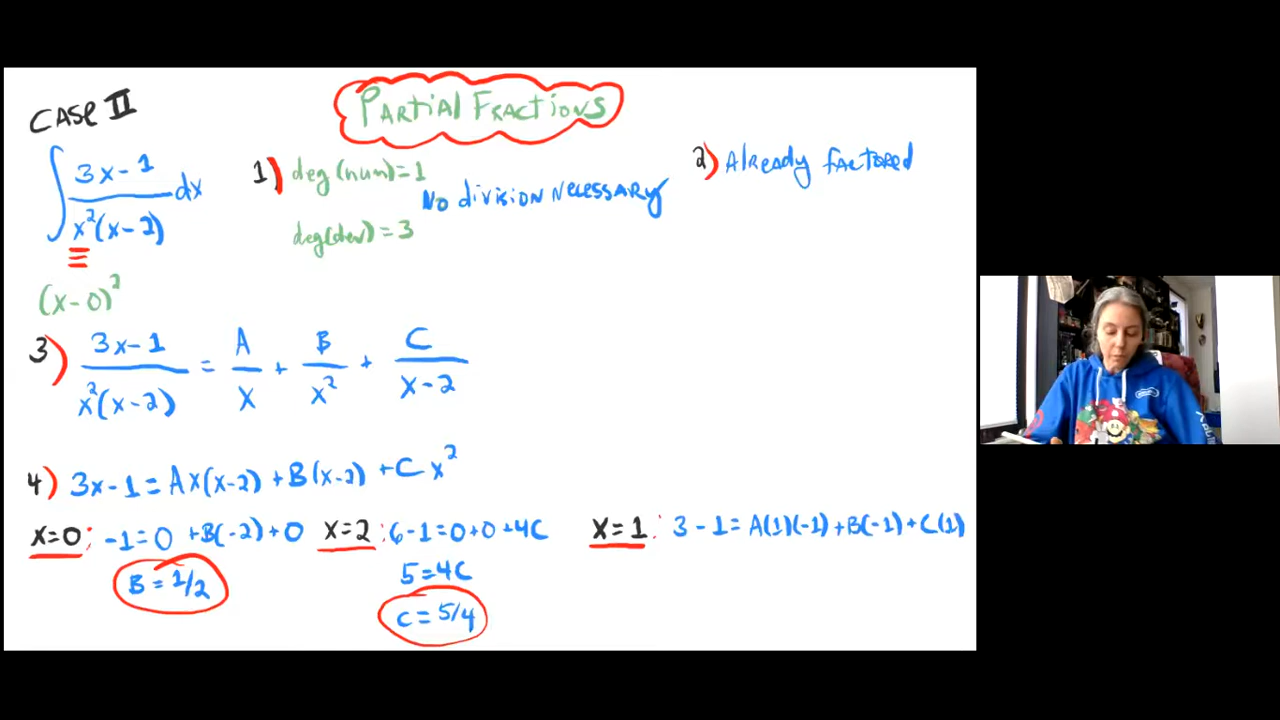 CASE II
Partial Fractions
∫ 3x-1 / x²(x-2) dx
1) deg(num)=1
No division necessary
deg(den)=3
2) Already factored
(x-0)²
3) 3x-1 / x²(x-2) = A/x + B/x² + C/x-2
4) 3x-1 = Ax(x-2) + B(x-2) + Cx²
x=0: -1=0 +B(-2)+0
B = 1/2
x=2: 6-1=0+0+4C
5=4C
C = 5/4
x=1: 3-1=A(1)(-1)+B(-1)+C(1)